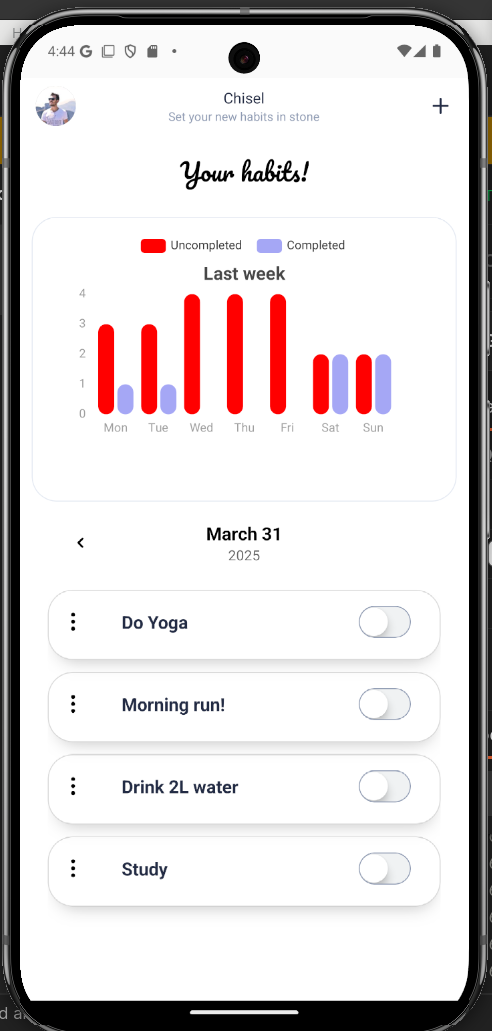 4:44
Chisel
Set your new habits in stone
Your habits!
Uncompleted Completed
Last week
4
3
2
1
0
Mon Tue Wed Thu Fri Sat Sun
March 31
2025
Do Yoga
Morning run!
Drink 2L water
Study